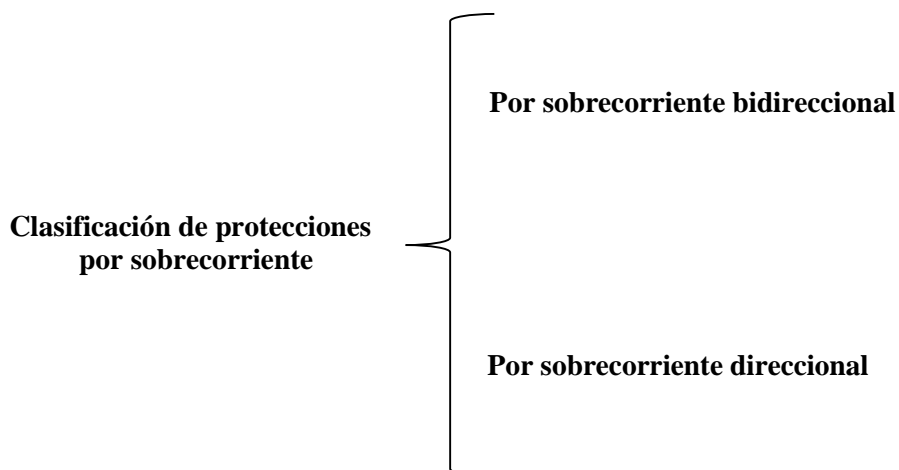 Por sobrecorriente bidireccional
Clasificación de protecciones
por sobrecorriente
Por sobrecorriente direccional